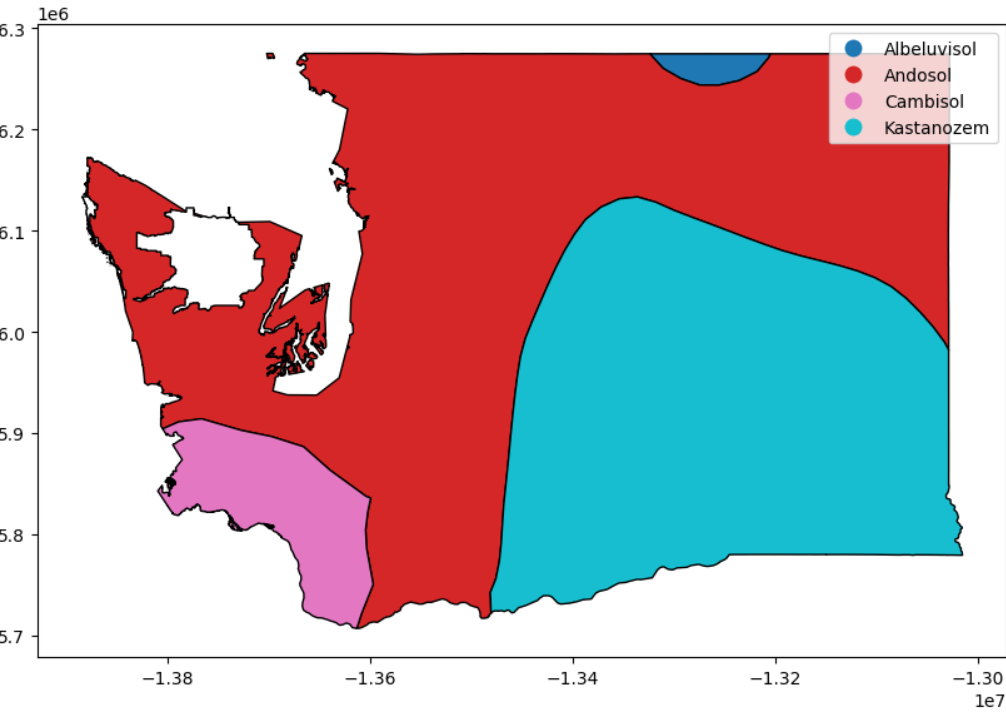 1e6
6.3
6.2
6.1
6.0
5.9
5.8
5.7
Albeluvisol
Andosol
Cambisol
Kastanozem
−1.38
−1.36
−1.34
−1.32
−1.30
1e7